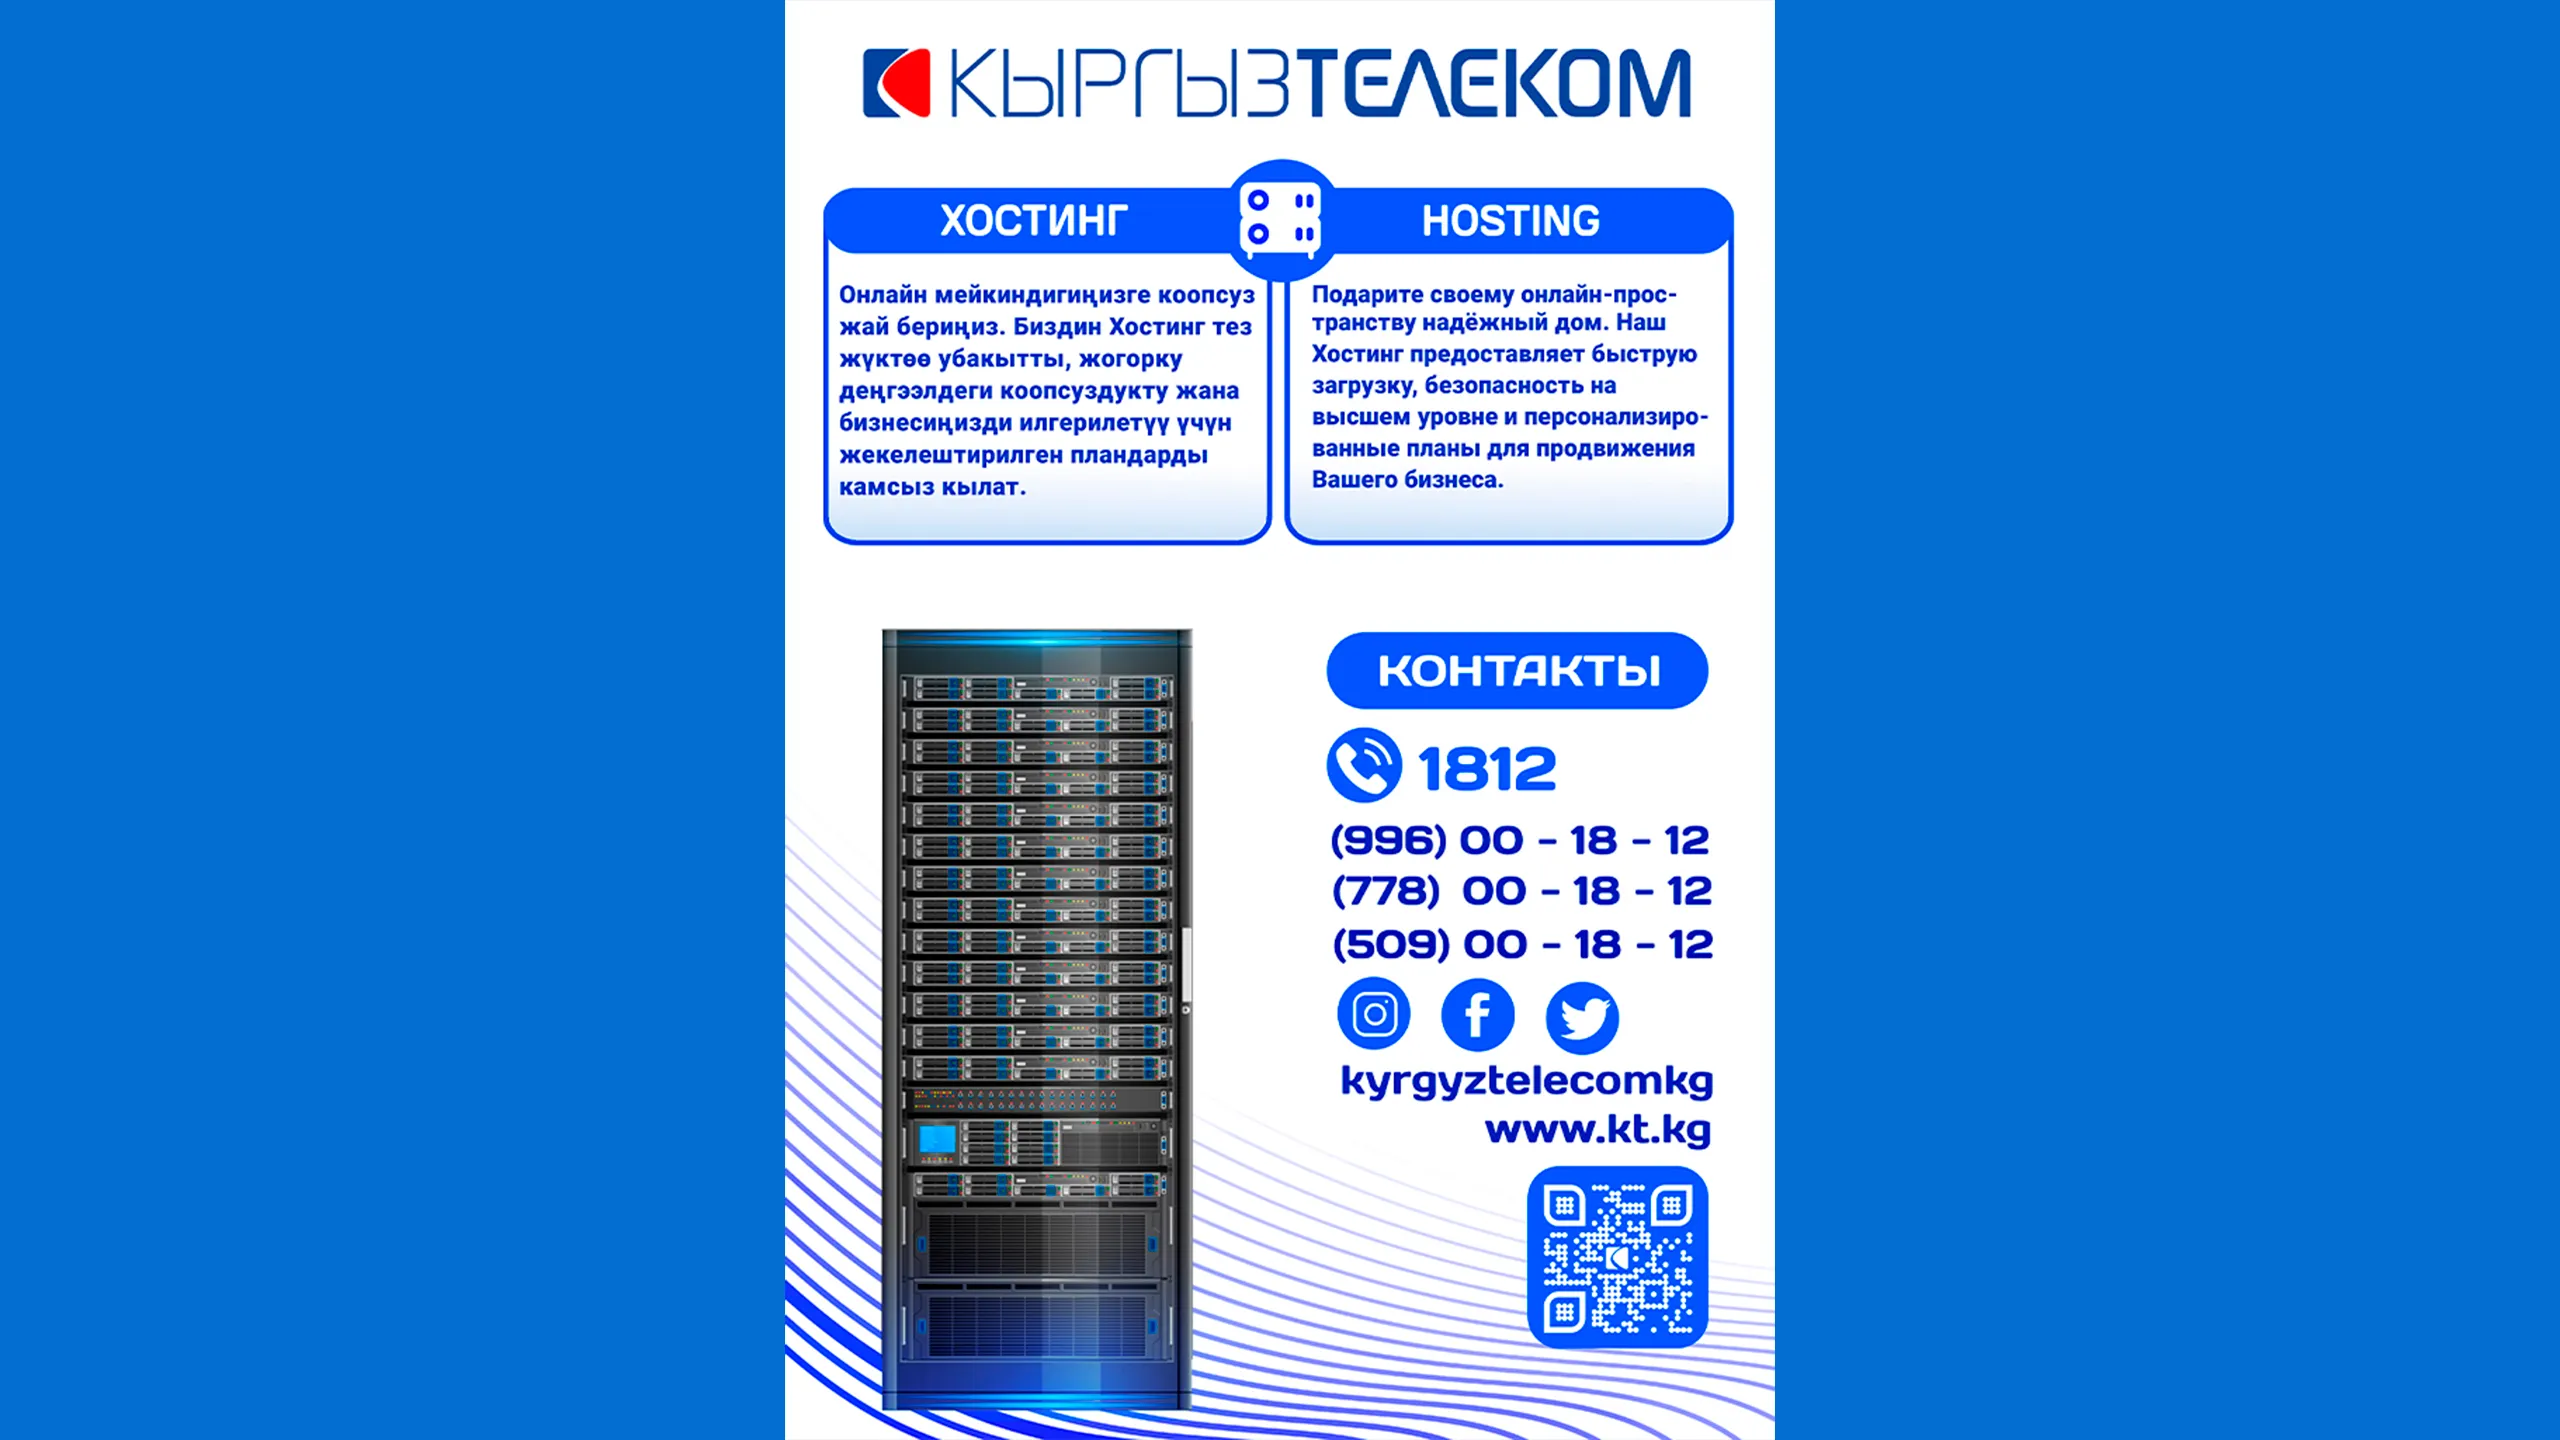 КЫРГЫЗТЕЛЕКОМ
ХОСТИНГ
Онлайн мейкиндигиңизге коопсуз
жай бериңиз. Биздин Хостинг тез
жүктөө убакытты, жогорку
деңгээлдеги коопсуздукту жана
бизнесиңизди илгерилетүү үчүн
жекелештирилген пландарды
камсыз кылат.
HOSTING
Подарите своему онлайн-прос-
транству надёжный дом. Наш
Хостинг предоставляет быструю
загрузку, безопасность на
высшем уровне и персонализиро-
ванные планы для продвижения
Вашего бизнеса.
КОНТАКТЫ
1812
(996) 00 - 18 - 12
(778) 00 - 18 - 12
(509) 00 - 18 - 12
kyrgyztelecomkg
www.kt.kg